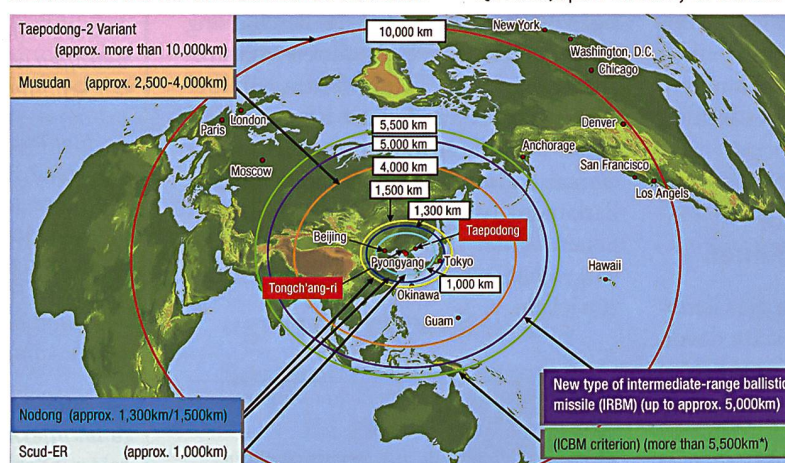 Taepodong-2 Variant
(approx. more than 10,000km)
Musudan (approx. 2,500-4,000km)
10,000 km
New York
Washington, D.C.
Chicago
London
Paris
Moscow
5,500 km
5,000 km
4,000 km
1,500 km
1,300 km
Denver
Anchorage
San Francisco
Los Angels
Beijing
Taepodong
Pyongyang
Tokyo
Tongch'ang-ri
1,000 km
Okinawa
Hawaii
Guam
Nodong (approx. 1,300km/1,500km)
Scud-ER (approx. 1,000km)
New type of intermediate-range ballistic
missile (IRBM) (up to approx. 5,000km)
(ICBM criterion) (more than 5,500km*)